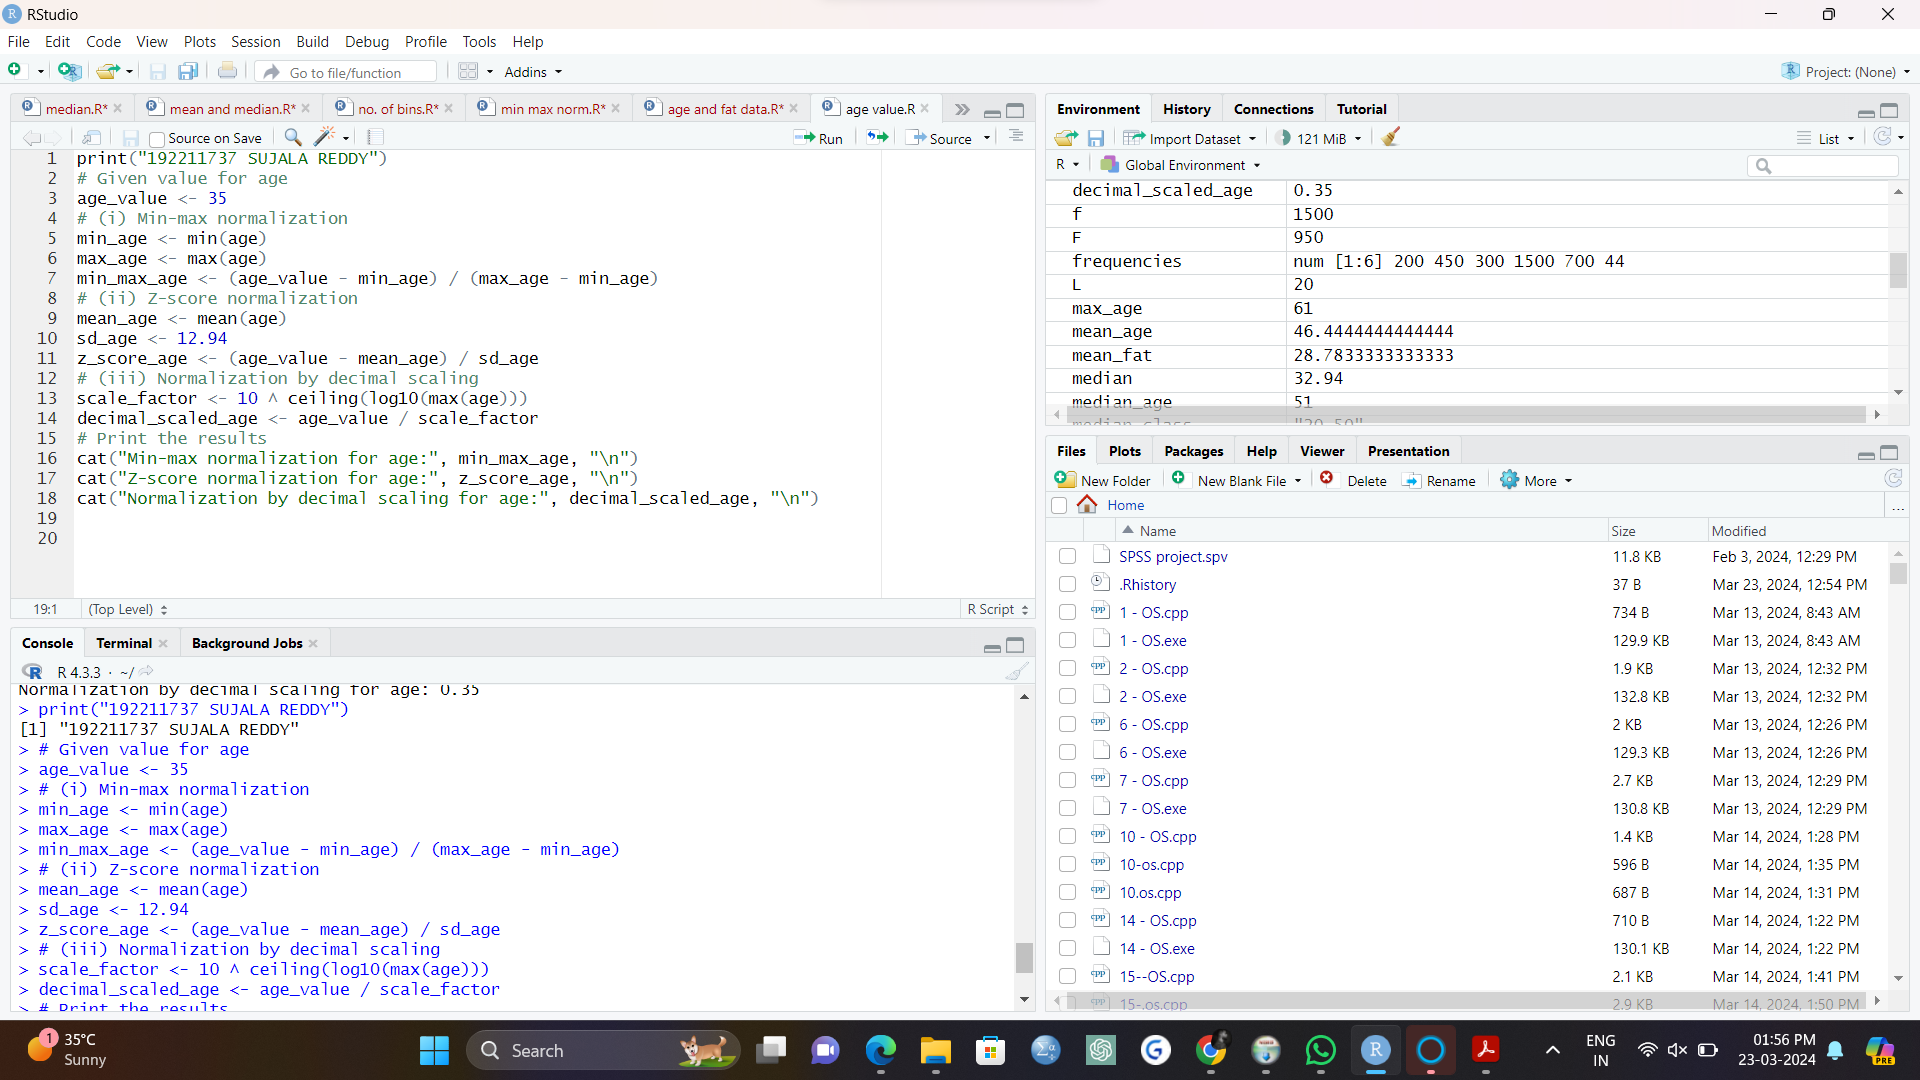 RStudio
File Edit Code View Plots Session Build Debug Profile Tools Help
Go to file/function Addins Project: (None)
median.R* mean and median.R* no. of bins.R* min max norm.R* age and fat data.R* age value.R
Source on Save Run Source
1 print("192211737 SUJALA REDDY")
2 # Given value for age
3 age_value <- 35
4 # (i) Min-max normalization
5 min_age <- min(age)
6 max_age <- max(age)
7 min_max_age <- (age_value - min_age) / (max_age - min_age)
8 # (ii) Z-score normalization
9 mean_age <- mean(age)
10 sd_age <- 12.94
11 z_score_age <- (age_value - mean_age) / sd_age
12 # (iii) Normalization by decimal scaling
13 scale_factor <- 10 ^ ceiling(log10(max(age)))
14 decimal_scaled_age <- age_value / scale_factor
15 # Print the results
16 cat("Min-max normalization for age:", min_max_age, "\n")
17 cat("Z-score normalization for age:", z_score_age, "\n")
18 cat("Normalization by decimal scaling for age:", decimal_scaled_age, "\n")
19
20
19:1 (Top Level) R Script
Console Terminal Background Jobs
R 4.3.3 · ~/
Normalization by decimal scaling for age: 0.35
> print("192211737 SUJALA REDDY")
[1] "192211737 SUJALA REDDY"
> # Given value for age
> age_value <- 35
> # (i) Min-max normalization
> min_age <- min(age)
> max_age <- max(age)
> min_max_age <- (age_value - min_age) / (max_age - min_age)
> # (ii) Z-score normalization
> mean_age <- mean(age)
> sd_age <- 12.94
> z_score_age <- (age_value - mean_age) / sd_age
> # (iii) Normalization by decimal scaling
> scale_factor <- 10 ^ ceiling(log10(max(age)))
> decimal_scaled_age <- age_value / scale_factor
> # Print the results
Environment History Connections Tutorial
Import Dataset 121 MiB List
R Global Environment
decimal_scaled_age 0.35
f 1500
F 950
frequencies num [1:6] 200 450 300 1500 700 44
L 20
max_age 61
mean_age 46.4444444444444
mean_fat 28.7833333333333
median 32.94
median_age 51
median_class "20-50"
Files Plots Packages Help Viewer Presentation
New Folder New Blank File Delete Rename More
Home ...
Name Size Modified
SPSS project.spv 11.8 KB Feb 3, 2024, 12:29 PM
.Rhistory 37 B Mar 23, 2024, 12:54 PM
1 - OS.cpp 734 B Mar 13, 2024, 8:43 AM
1 - OS.exe 129.9 KB Mar 13, 2024, 8:43 AM
2 - OS.cpp 1.9 KB Mar 13, 2024, 12:32 PM
2 - OS.exe 132.8 KB Mar 13, 2024, 12:32 PM
6 - OS.cpp 2 KB Mar 13, 2024, 12:26 PM
6 - OS.exe 129.3 KB Mar 13, 2024, 12:26 PM
7 - OS.cpp 2.7 KB Mar 13, 2024, 12:29 PM
7 - OS.exe 130.8 KB Mar 13, 2024, 12:29 PM
10 - OS.cpp 1.4 KB Mar 14, 2024, 1:28 PM
10-os.cpp 596 B Mar 14, 2024, 1:35 PM
10.os.cpp 687 B Mar 14, 2024, 1:31 PM
14 - OS.cpp 710 B Mar 14, 2024, 1:22 PM
14 - OS.exe 130.1 KB Mar 14, 2024, 1:22 PM
15--OS.cpp 2.1 KB Mar 14, 2024, 1:41 PM
15-.os.cpp 2.9 KB Mar 14, 2024, 1:50 PM
1 35°C
Sunny
Search
ENG
IN
01:56 PM
23-03-2024
PRE